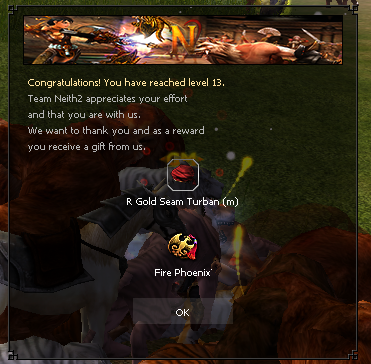 N
Congratulations! You have reached level 13.
Team Neith2 appreciates your effort
and that you are with us.
We want to thank you and as a reward
you receive a gift from us.
R Gold Seam Turban (m)
Fire Phoenix'
OK